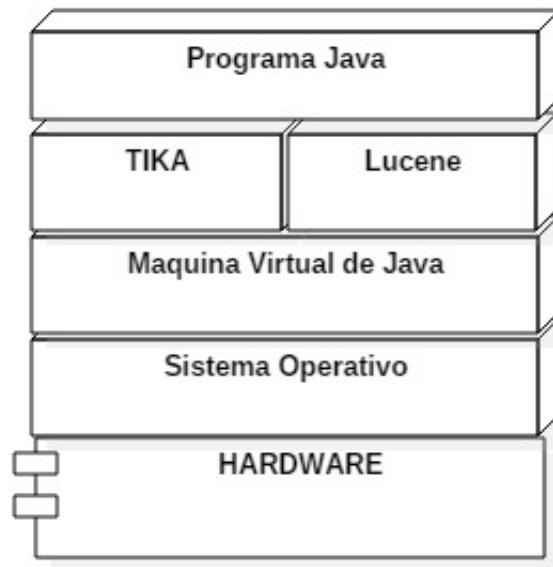 Programa Java
TIKA
Lucene
Maquina Virtual de Java
Sistema Operativo
HARDWARE